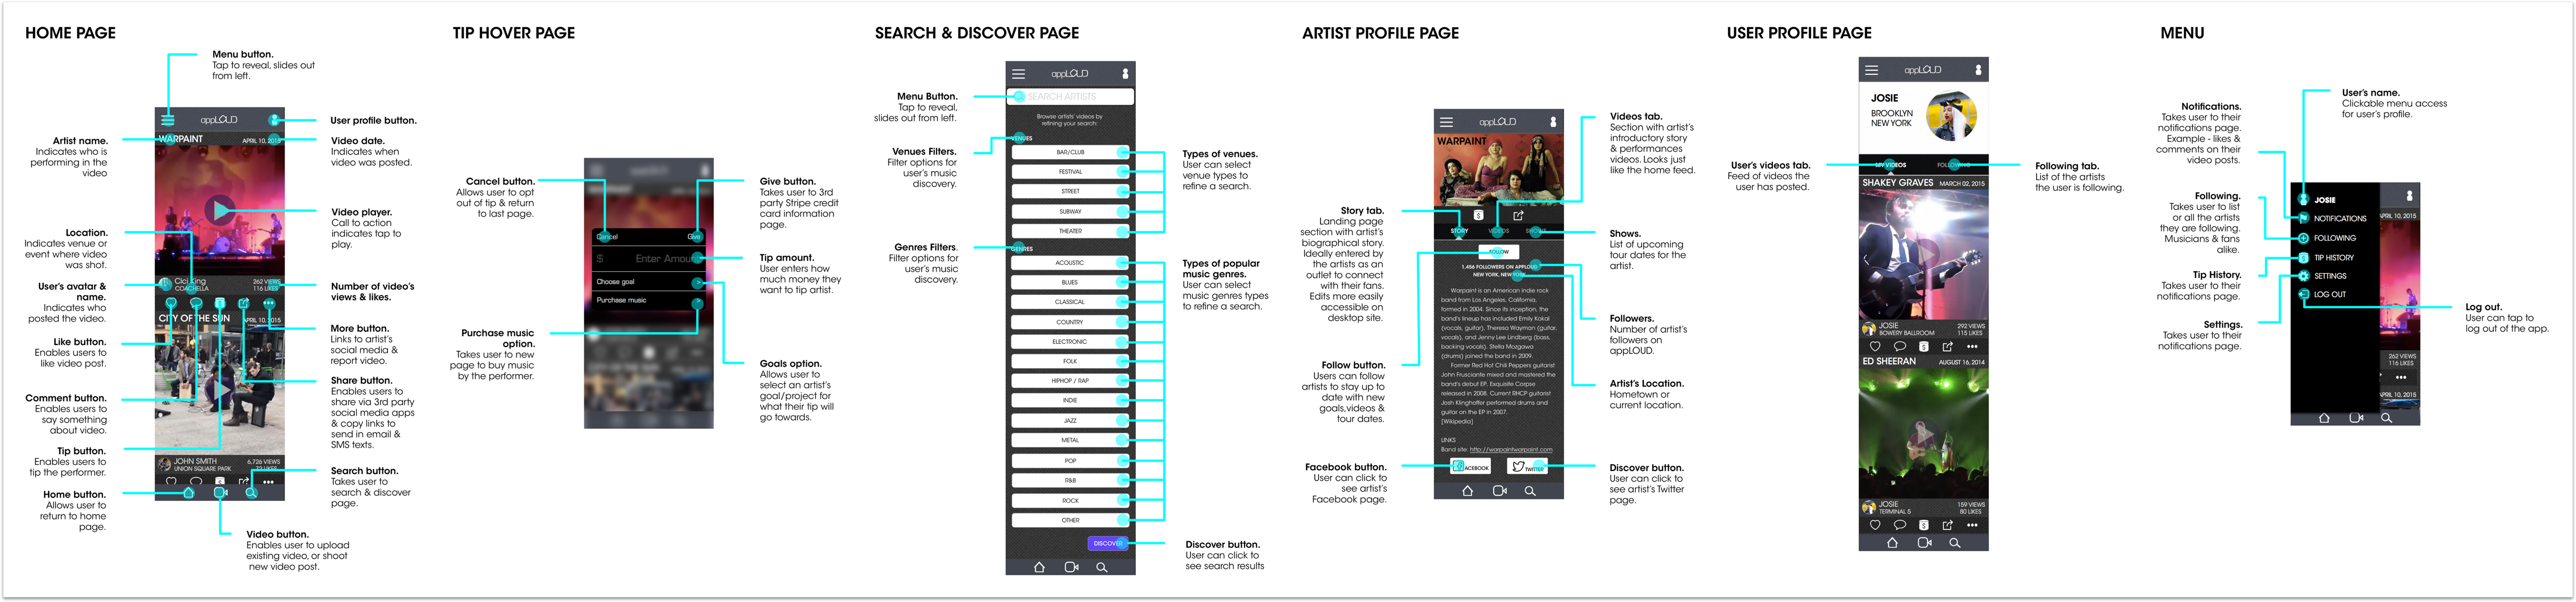 HOME PAGE
Menu button.
Tap to reveal, slides out
from left.
Artist name.
Indicates who is
performing in the
video
Location.
Indicates venue or
event where video
was shot.
User's avatar &
name.
Indicates who
posted the video.
Like button.
Enables users to
like video post.
Comment button.
Enables users to
say something
about video.
Tip button.
Enables users to
tip the performer.
Home button.
Allows user to
return to home
page.
appLOUD
WARPAINT
APRIL 10, 2015
Cici King
COACHELLA
262 VIEWS
116 LIKES
CITY OF THE SUN
APRIL 10, 2015
JOHN SMITH
UNION SQUARE PARK
6,726 VIEWS
72 LIKES
User profile button.
Video date.
Indicates when
video was posted.
Video player.
Call to action
indicates tap to
play.
Number of video's
views & likes.
More button.
Links to artist's
social media &
report video.
Share button.
Enables users to
share via 3rd party
social media apps
& copy links to
send in email &
SMS texts.
Search button.
Takes user to
search & discover
page.
Video button.
Enables user to upload
existing video, or shoot
new video post.
TIP HOVER PAGE
Cancel button.
Allows user to opt
out of tip & return
to last page.
Purchase music
option.
Takes user to new
page to buy music
by the performer.
Cancel
Give
$
Enter Amount
Choose goal
>
Purchase music
>
Give button.
Takes user to 3rd
party Stripe credit
card information
page.
Tip amount.
User enters how
much money they
want to tip artist.
Goals option.
Allows user to
select an artist's
goal/project for
what their tip will
go towards.
SEARCH & DISCOVER PAGE
Menu Button.
Tap to reveal,
slides out from left.
Venues Filters.
Filter options for
user's music
discovery.
Genres Filters.
Filter options for
user's music
discovery.
appLOUD
SEARCH ARTISTS
Browse artists' videos by
refining your search:
VENUES
BAR/CLUB
FESTIVAL
STREET
SUBWAY
THEATER
GENRES
ACOUSTIC
BLUES
CLASSICAL
COUNTRY
ELECTRONIC
FOLK
HIPHOP / RAP
INDIE
JAZZ
METAL
POP
R&B
ROCK
OTHER
DISCOVER
Types of venues.
User can select
venue types to
refine a search.
Types of popular
music genres.
User can select
music genres types
to refine a search.
Discover button.
User can click to
see search results
ARTIST PROFILE PAGE
Story tab.
Landing page
section with artist's
biographical story.
Ideally entered by
the artists as an
outlet to connect
with their fans.
Edits more easily
accessible on
desktop site.
Follow button.
Users can follow
artists to stay up to
date with new
goals,videos &
tour dates.
Facebook button.
User can click to
see artist's
Facebook page.
appLOUD
WARPAINT
STORY
VIDEOS
SHOWS
FOLLOW
1,456 FOLLOWERS ON APPLOUD
NEW YORK, NEW YORK
Warpaint is an American indie rock
band from Los Angeles, California,
formed in 2004. Since its inception, the
band's lineup has included Emily Kokal
(vocals, guitar), Theresa Wayman (guitar,
vocals), and Jenny Lee Lindberg (bass,
backing vocals). Stella Mozgawa
(drums) joined the band in 2009.
Former Red Hot Chili Peppers guitarist
John Frusciante mixed and mastered the
band's debut EP, Exquisite Corpse
released in 2008. Current RHCP guitarist
Josh Klinghoffer performed drums and
guitar on the EP in 2007.
[Wikipedia]
LINKS
Band site: http://warpaintwarpaint.com
FACEBOOK
TWITTER
Videos tab.
Section with artist's
introductory story
& performances
videos. Looks just
like the home feed.
Shows.
List of upcoming
tour dates for the
artist.
Followers.
Number of artist's
followers on
appLOUD.
Artist's Location.
Hometown or
current location.
Discover button.
User can click to
see artist's Twitter
page.
USER PROFILE PAGE
User's videos tab.
Feed of videos the
user has posted.
appLOUD
JOSIE
BROOKLYN
NEW YORK
MY VIDEOS
FOLLOWING
SHAKEY GRAVES
MARCH 02, 2015
JOSIE
BOWERY BALLROOM
292 VIEWS
115 LIKES
ED SHEERAN
AUGUST 16, 2014
JOSIE
TERMINAL 5
159 VIEWS
80 LIKES
Following tab.
List of the artists
the user is following.
MENU
Notifications.
Takes user to their
notifications page.
Example - likes &
comments on their
video posts.
Following.
Takes user to list
or all the artists
they are following.
Musicians & fans
alike.
Tip History.
Takes user to their
notifications page.
Settings.
Takes user to their
notifications page.
JOSIE
NOTIFICATIONS
FOLLOWING
TIP HISTORY
SETTINGS
LOG OUT
APRIL 10, 2015
262 VIEWS
116 LIKES
APRIL 10, 2015
User's name.
Clickable menu access
for user's profile.
Log out.
User can tap to
log out of the app.